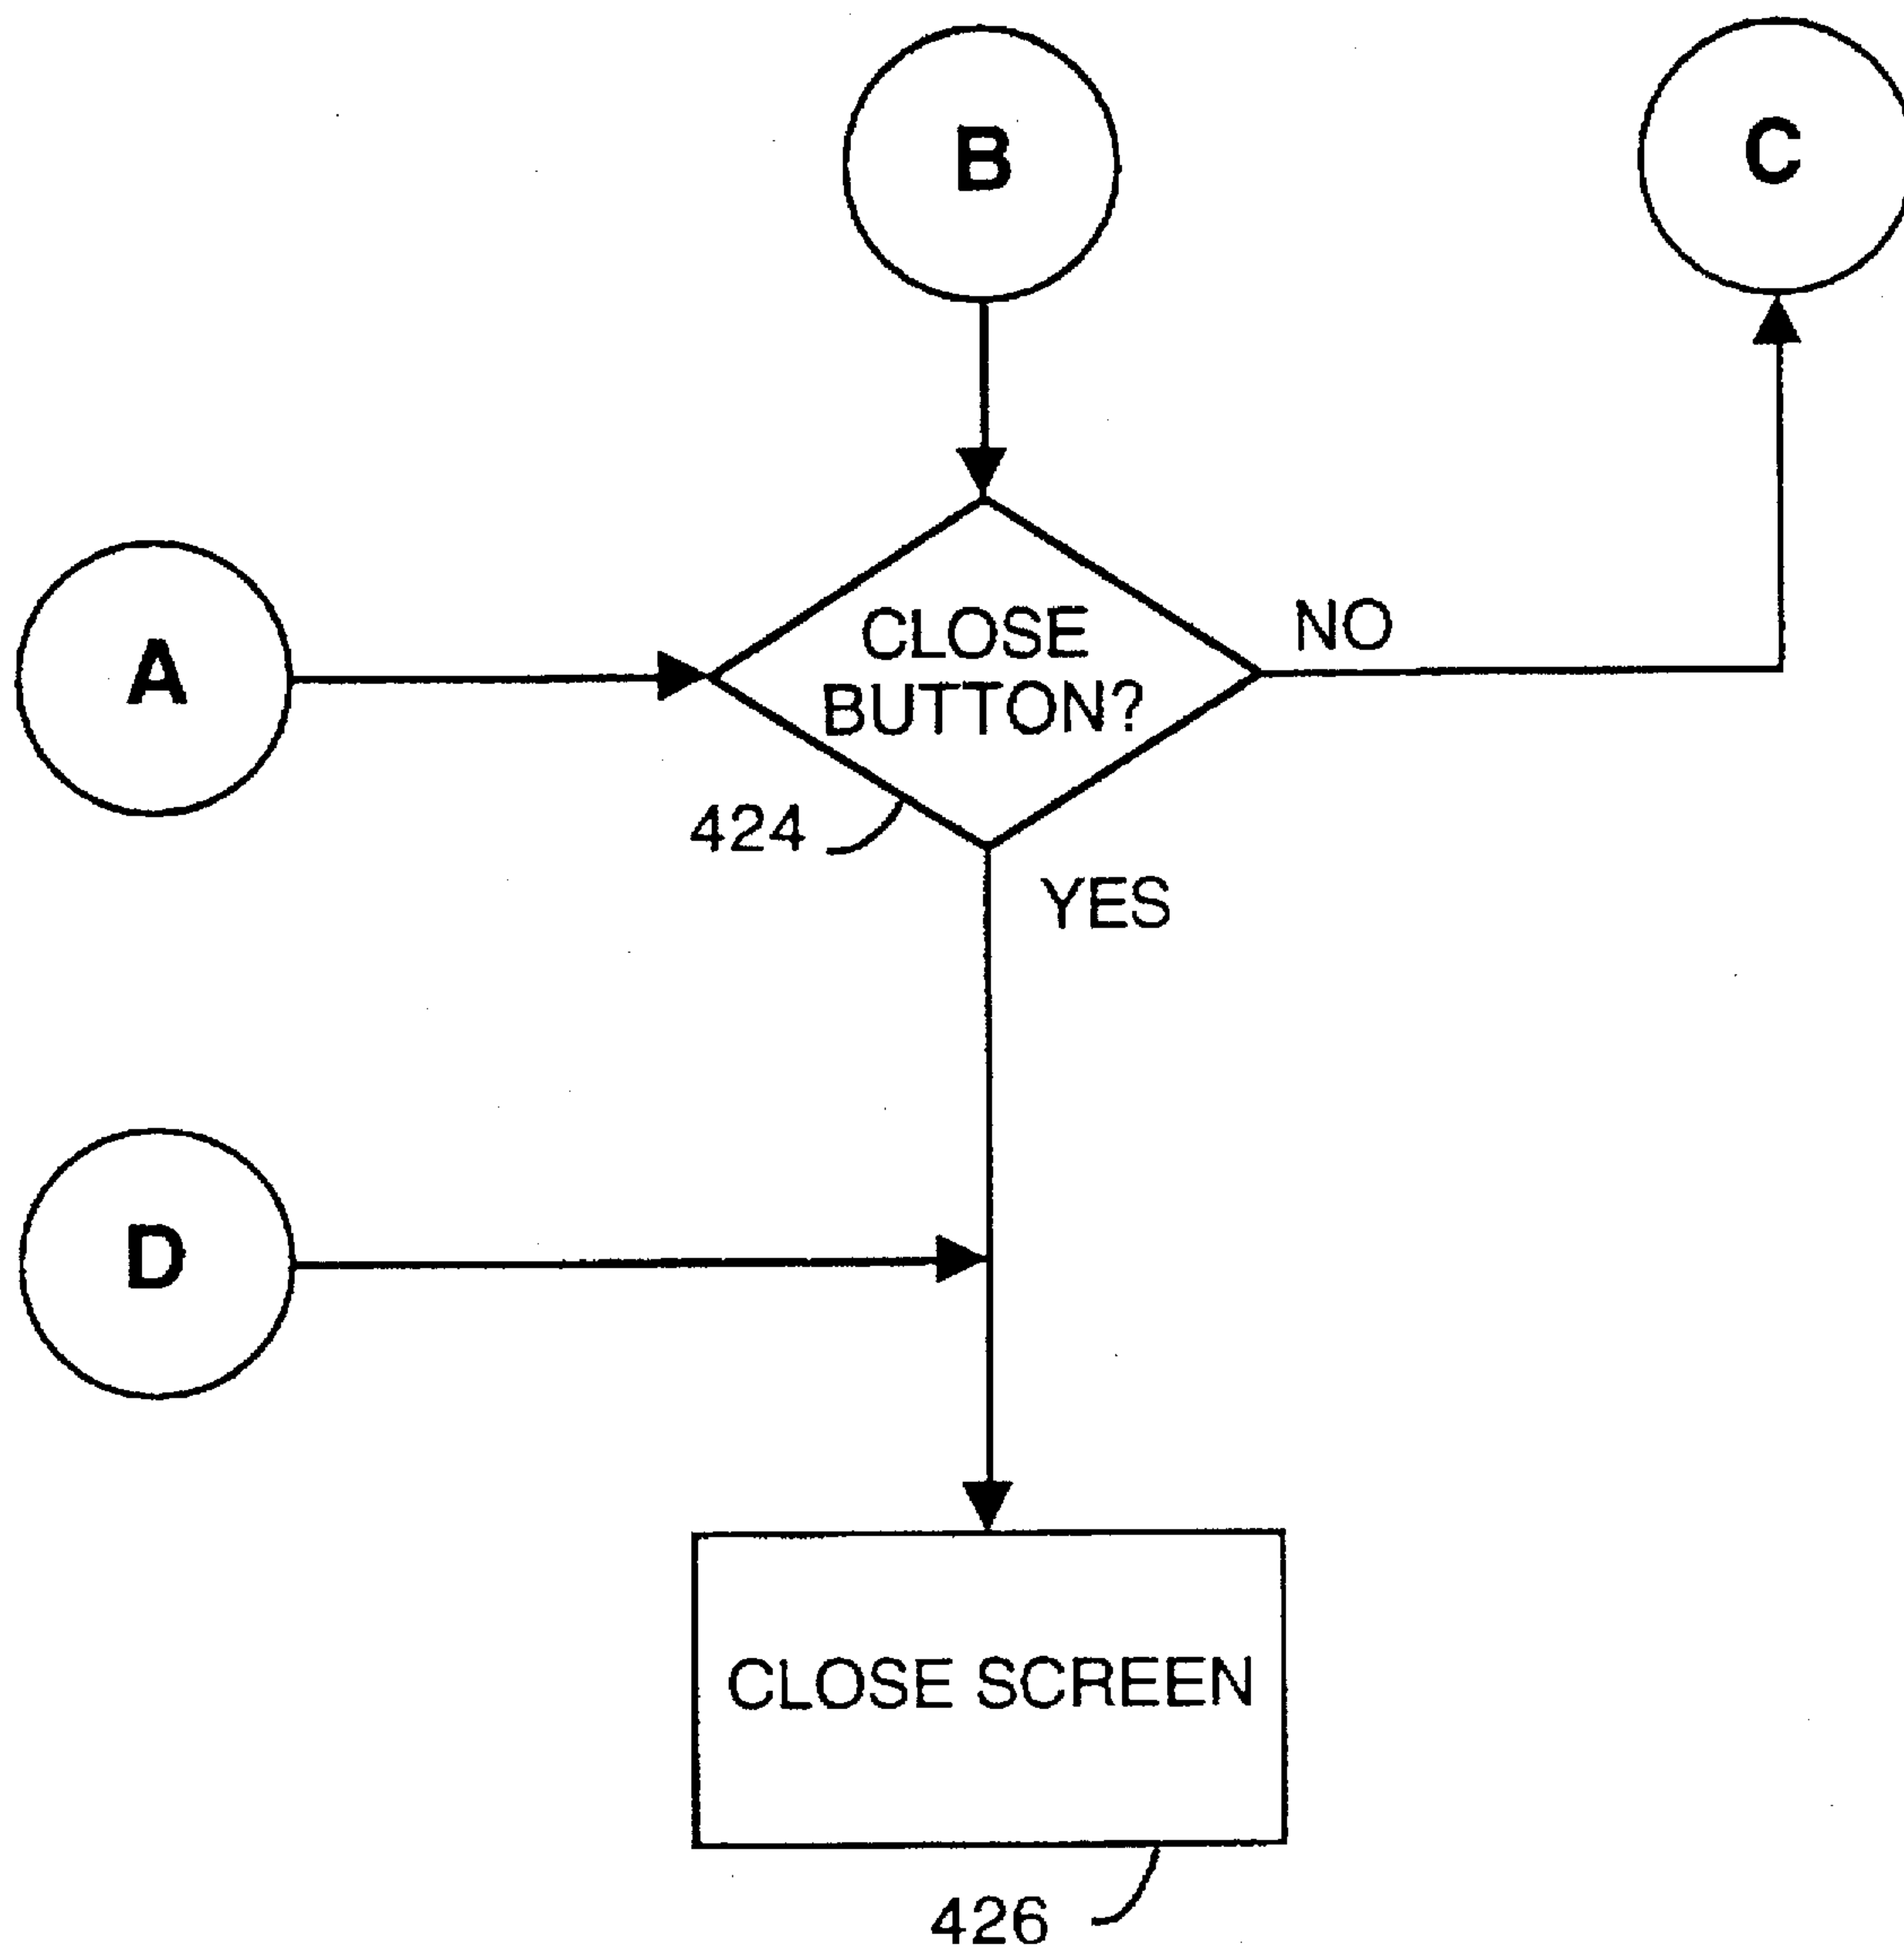 B
C
A
CLOSE
BUTTON?
NO
424
YES
D
CLOSE SCREEN
426